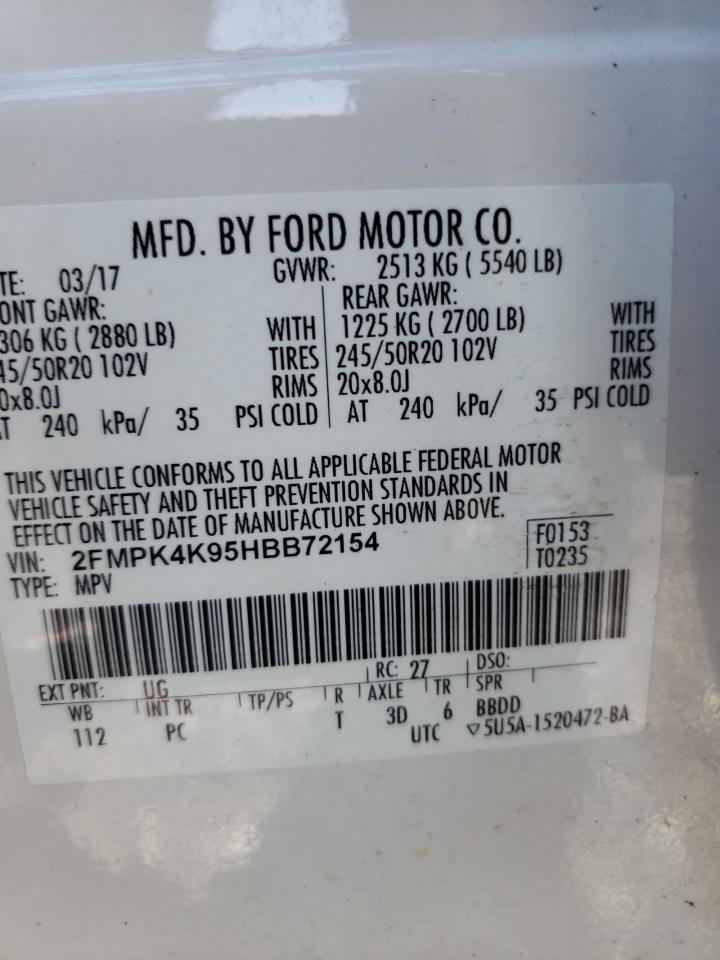 MFD. BY FORD MOTOR CO.
TE: 03/17 GVWR: 2513 KG ( 5540 LB)
ONT GAWR: REAR GAWR:
306 KG ( 2880 LB) WITH 1225 KG ( 2700 LB) WITH
45/50R20 102V TIRES 245/50R20 102V TIRES
0x8.0J RIMS 20x8.0J RIMS
AT 240 kPa/ 35 PSI COLD AT 240 kPa/ 35 PSI COLD
THIS VEHICLE CONFORMS TO ALL APPLICABLE FEDERAL MOTOR
VEHICLE SAFETY AND THEFT PREVENTION STANDARDS IN
EFFECT ON THE DATE OF MANUFACTURE SHOWN ABOVE.
VIN: 2FMPK4K95HBB72154 F0153
TYPE: MPV T0235
EXT PNT: UG RC: 27 DSO:
WB INT TR TP/PS R AXLE TR SPR
112 PC T 3D 6 BBDD
UTC ▽5U5A-1520472-BA